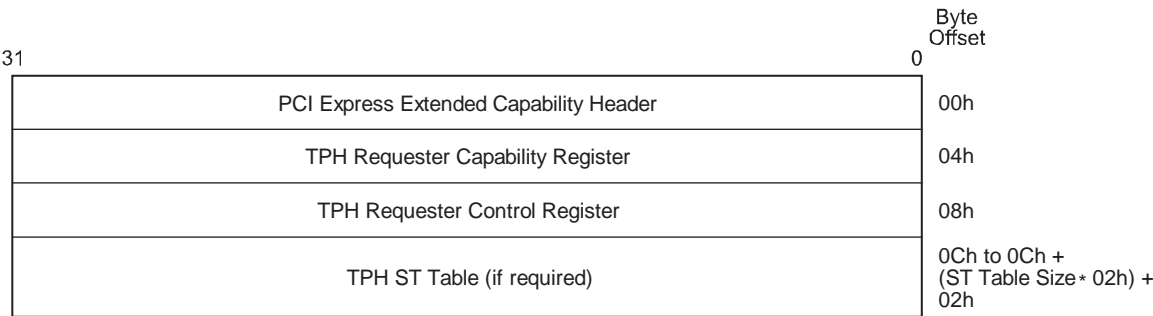 Byte
Offset
31
0
PCI Express Extended Capability Header
00h
TPH Requester Capability Register
04h
TPH Requester Control Register
08h
TPH ST Table (if required)
0Ch to 0Ch +
(ST Table Size * 02h) +
02h